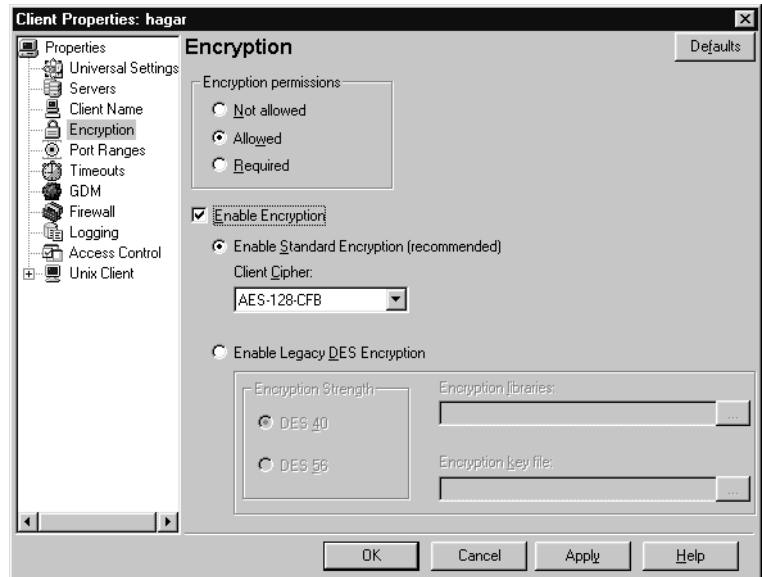 Client Properties: hagar
Properties
Universal Settings
Servers
Client Name
Encryption
Port Ranges
Timeouts
GDM
Firewall
Logging
Access Control
Unix Client
Encryption
Defaults
Encryption permissions
Not allowed
Allowed
Required
Enable Encryption
Enable Standard Encryption (recommended)
Client Cipher:
AES-128-CFB
Enable Legacy DES Encryption
Encryption Strength
DES 40
DES 56
Encryption libraries:
...
Encryption key file:
...
OK
Cancel
Apply
Help